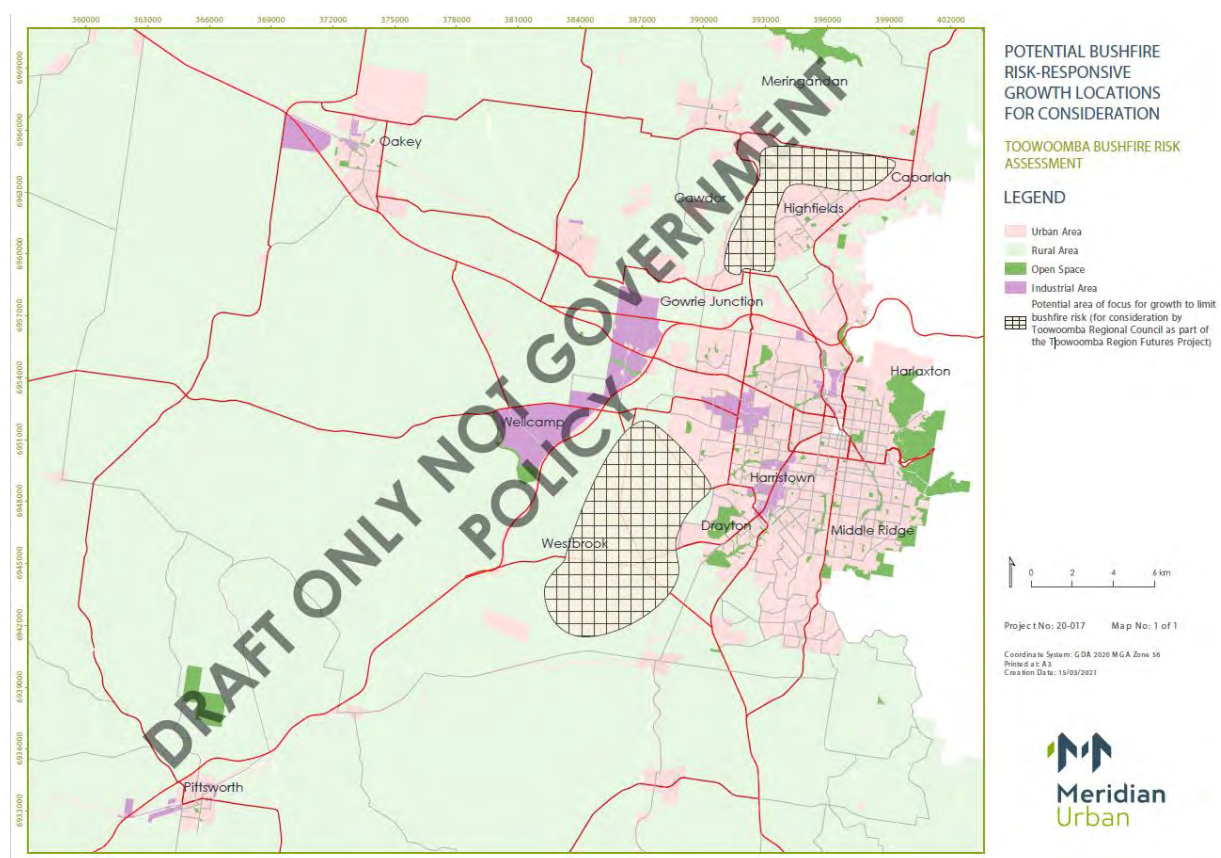 360000 363000 366000 369000 372000 375000 378000 381000 384000 387000 390000 393000 396000 399000 402000
6969000
6966000
6963000
6960000
6957000
6954000
6951000
6948000
6945000
6942000
6939000
6936000
6933000
Meringandan
Oakey
Cabarlah
Gowrie Junction
Highfields
Harlaxton
Wellcamp
Harristown
Drayton
Middle Ridge
Westbrook
Pittsworth
DRAFT ONLY NOT GOVERNMENT
POLICY
POTENTIAL BUSHFIRE
RISK-RESPONSIVE
GROWTH LOCATIONS
FOR CONSIDERATION
TOOWOOMBA BUSHFIRE RISK
ASSESSMENT
LEGEND
Urban Area
Rural Area
Open Space
Industrial Area
Potential area of focus for growth to limit
bushfire risk (for consideration by
Toowoomba Regional Council as part of
the Toowoomba Region Futures Project)
0 2 4 6 km
Project No: 20-017 Map No: 1 of 1
Coordinate System: GDA 2020 MGA Zone 56
Printed at: A3
Creation Date: 15/03/2021
Meridian
Urban